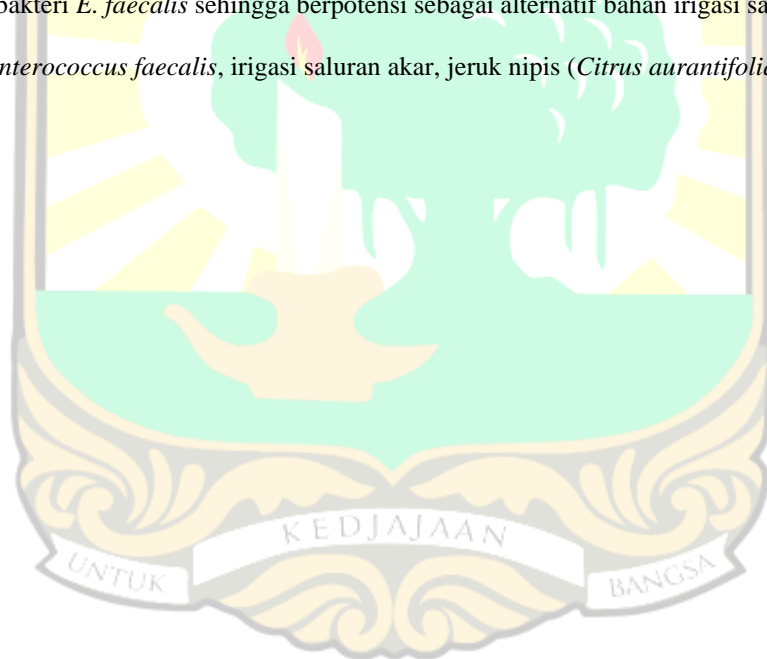 bakteri E. faecalis sehingga berpotensi sebagai alternatif bahan irigasi sa
nterococcus faecalis, irigasi saluran akar, jeruk nipis (Citrus aurantifolia
KEDJAJAAN
UNTUK
BANGSA